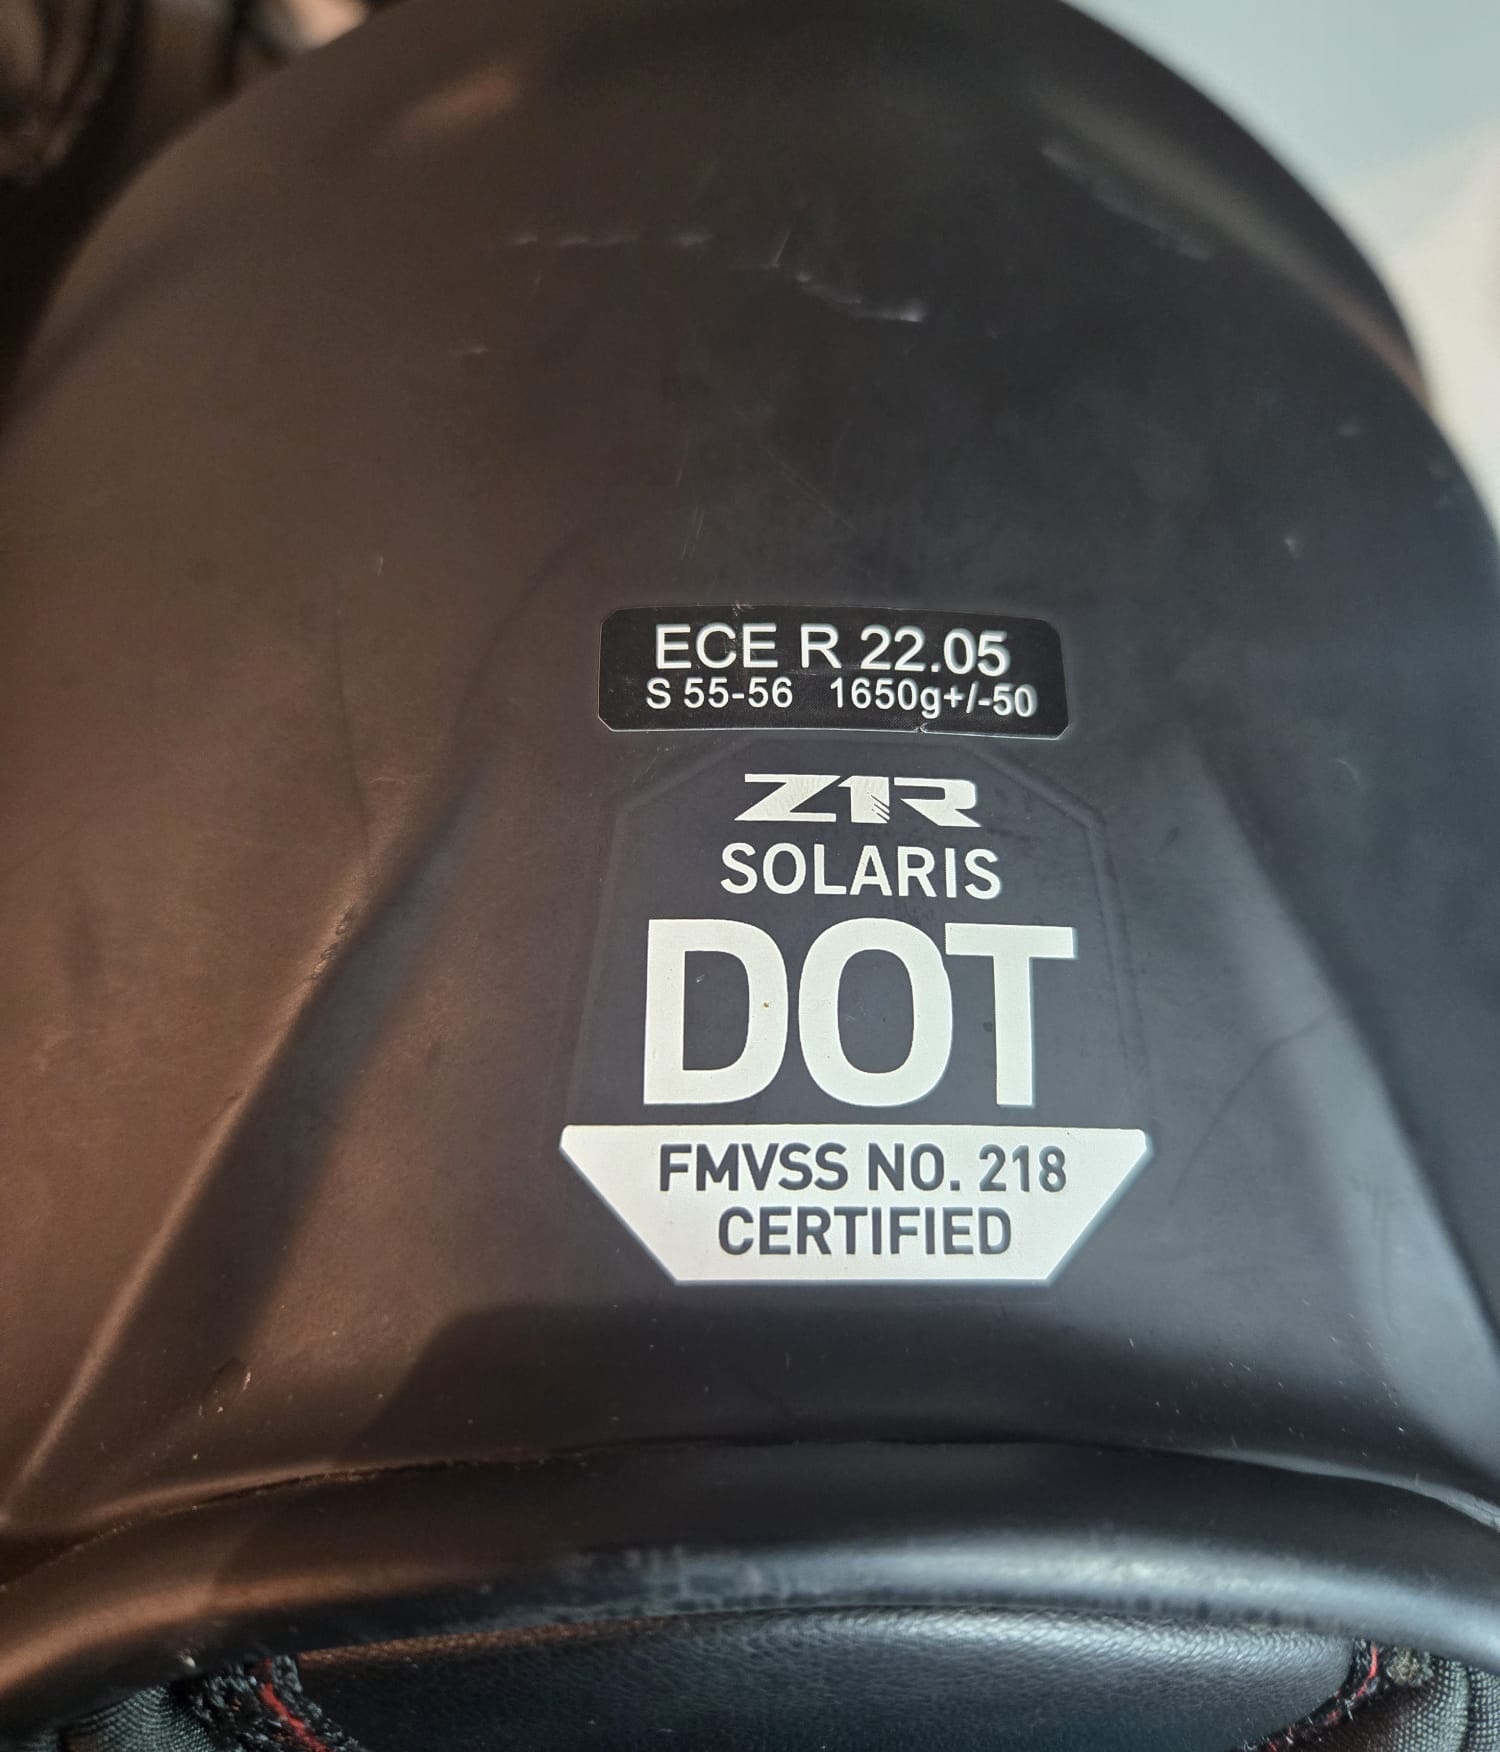 ECE R 22.05
S 55-56 1650g+/-50
Z1R
SOLARIS
DOT
FMVSS NO. 218
CERTIFIED